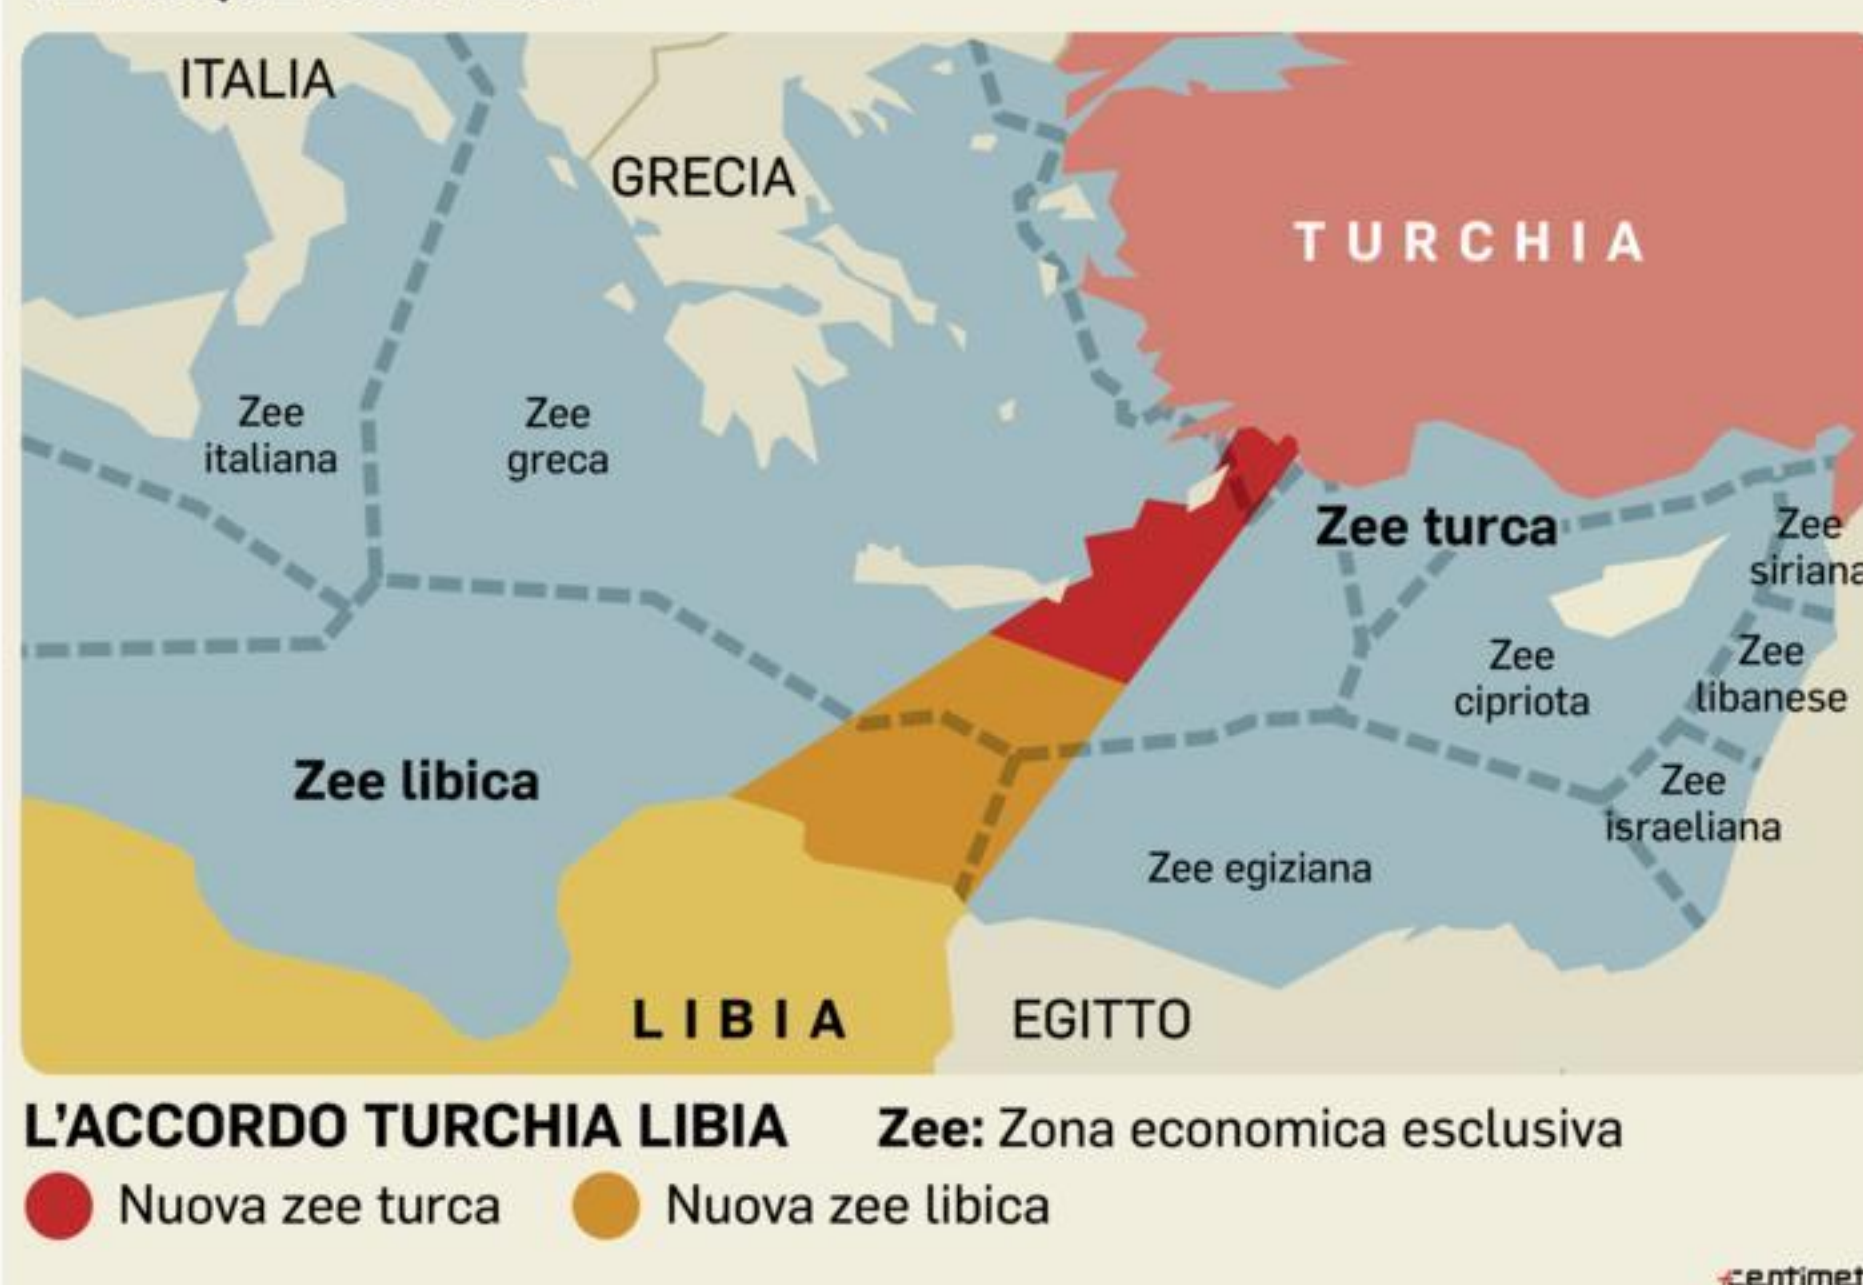 ITALIA
GRECIA
TURCHIA
Zee
italiana
Zee
greca
Zee turca
Zee
siriana
Zee
cipriota
Zee
libanese
Zee libica
Zee
israeliana
Zee egiziana
LIBIA
EGITTO
L'ACCORDO TURCHIA LIBIA
Zee: Zona economica esclusiva
Nuova zee turca
Nuova zee libica
centimet